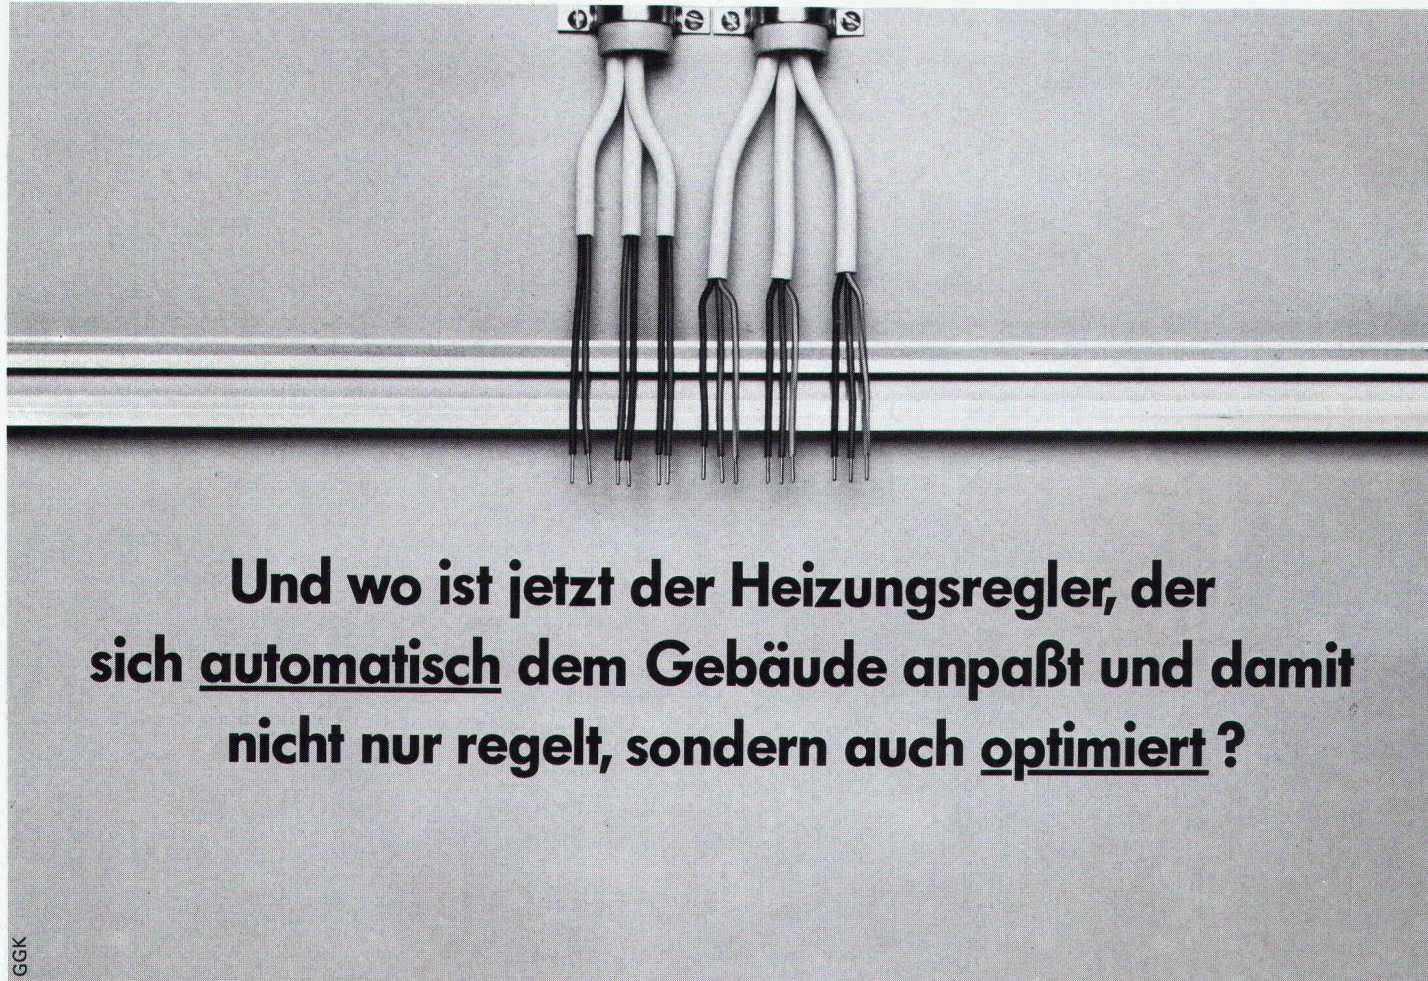 Und wo ist jetzt der Heizungsregler, der
sich automatisch dem Gebäude anpaßt und damit
nicht nur regelt, sondern auch optimiert?
GGK